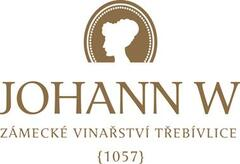 JOHANN W
ZÁMECKÉ VINAŘSTVÍ TŘEBÍVLICE
{1057}